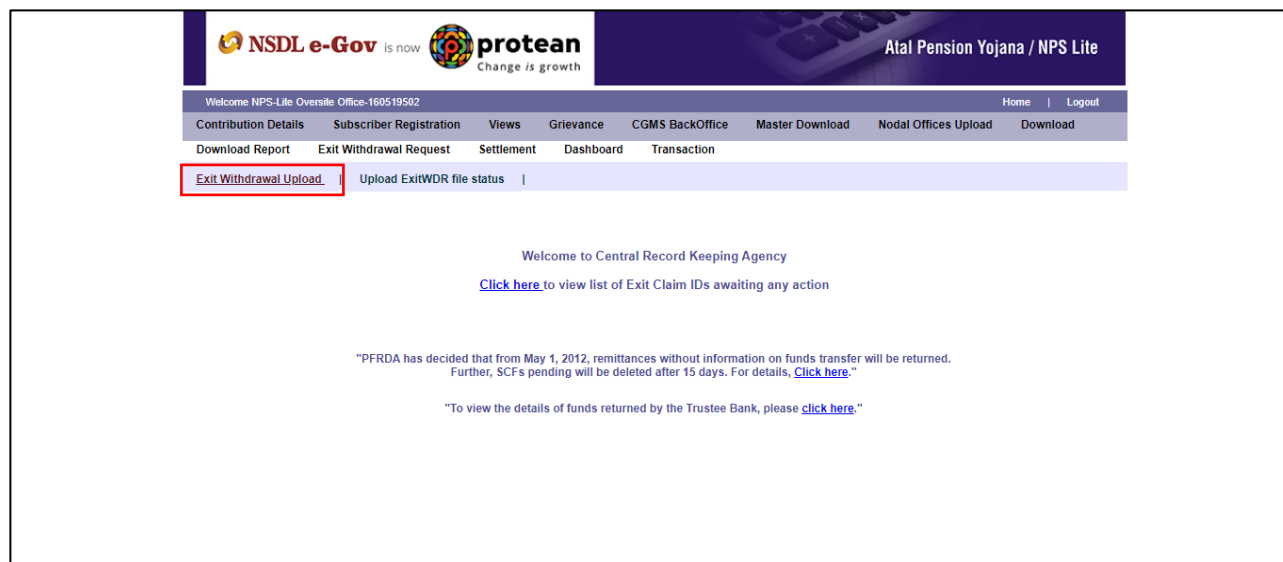 NSDL e-Gov is now protean
Change is growth
Atal Pension Yojana / NPS Lite
Welcome NPS-Lite Oversite Office-160519502 Home | Logout
Contribution Details Subscriber Registration Views Grievance CGMS BackOffice Master Download Nodal Offices Upload Download
Download Report Exit Withdrawal Request Settlement Dashboard Transaction
Exit Withdrawal Upload | Upload ExitWDR file status |
Welcome to Central Record Keeping Agency
Click here to view list of Exit Claim IDs awaiting any action
"PFRDA has decided that from May 1, 2012, remittances without information on funds transfer will be returned.
Further, SCFs pending will be deleted after 15 days. For details, Click here."
"To view the details of funds returned by the Trustee Bank, please click here."